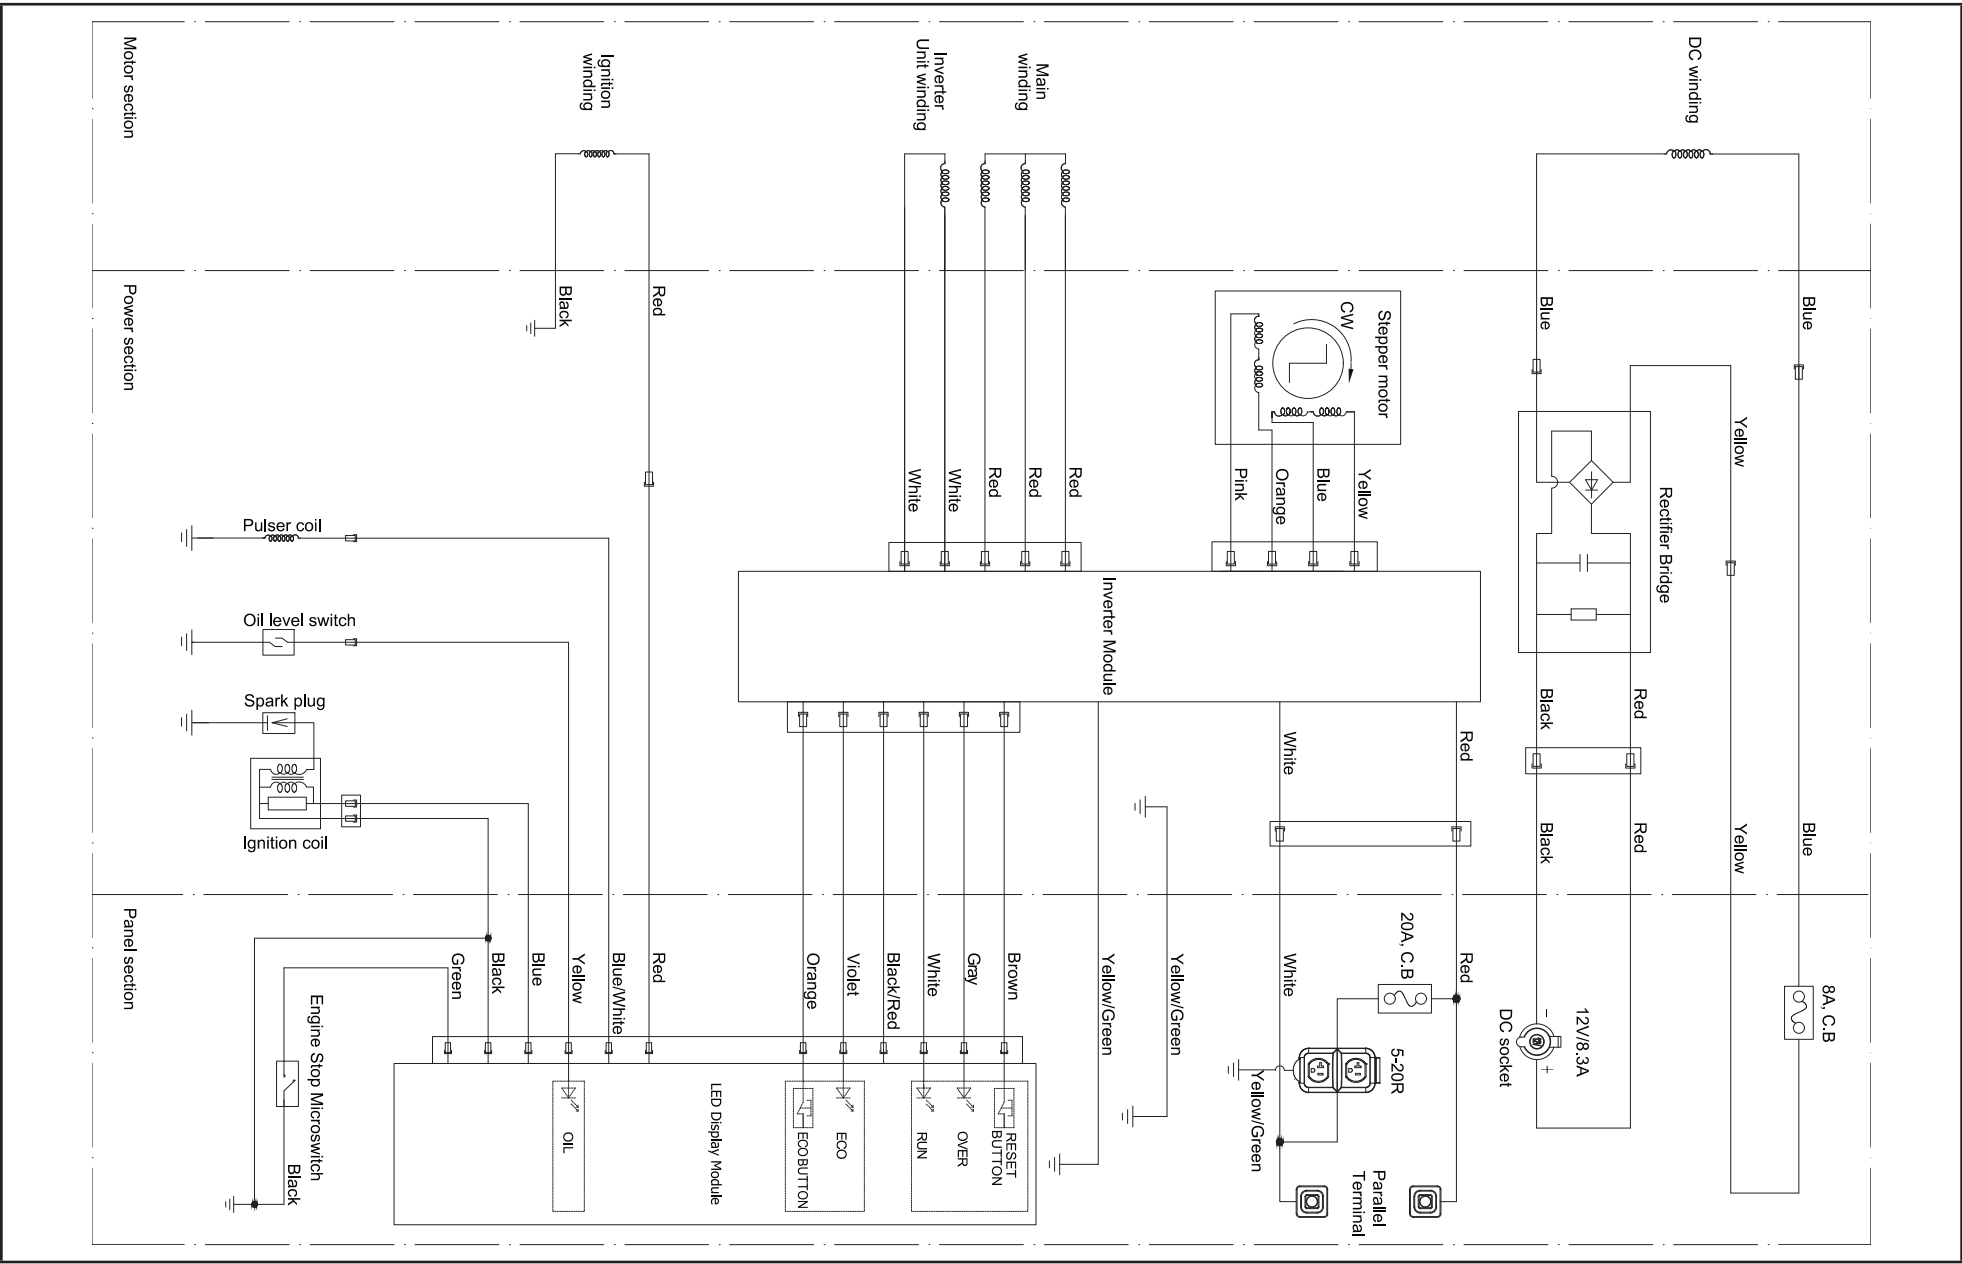 Motor section
Ignition
winding
Inverter
Unit winding
Main
winding
DC winding
Power section
Black
Red
Stepper motor
CW
Blue
Blue
White
White
Red
Red
Red
Pink
Orange
Blue
Yellow
Yellow
Rectifier Bridge
Pulser coil
Oil level switch
Spark plug
Ignition coil
Inverter Module
White
Red
Black
Red
Black
Red
Yellow
Blue
Panel section
Green
Black
Blue
Yellow
Blue/White
Red
Orange
Violet
Black/Red
White
Gray
Brown
Yellow/Green
Yellow/Green
White
20A, C.B
Red
5-20R
Yellow/Green
-
+
12V/8.3A
DC socket
8A, C.B
Engine Stop Microswitch
Black
OIL
LED Display Module
ECO BUTTON
ECO
RUN
OVER
RESET
BUTTON
Parallel
Terminal